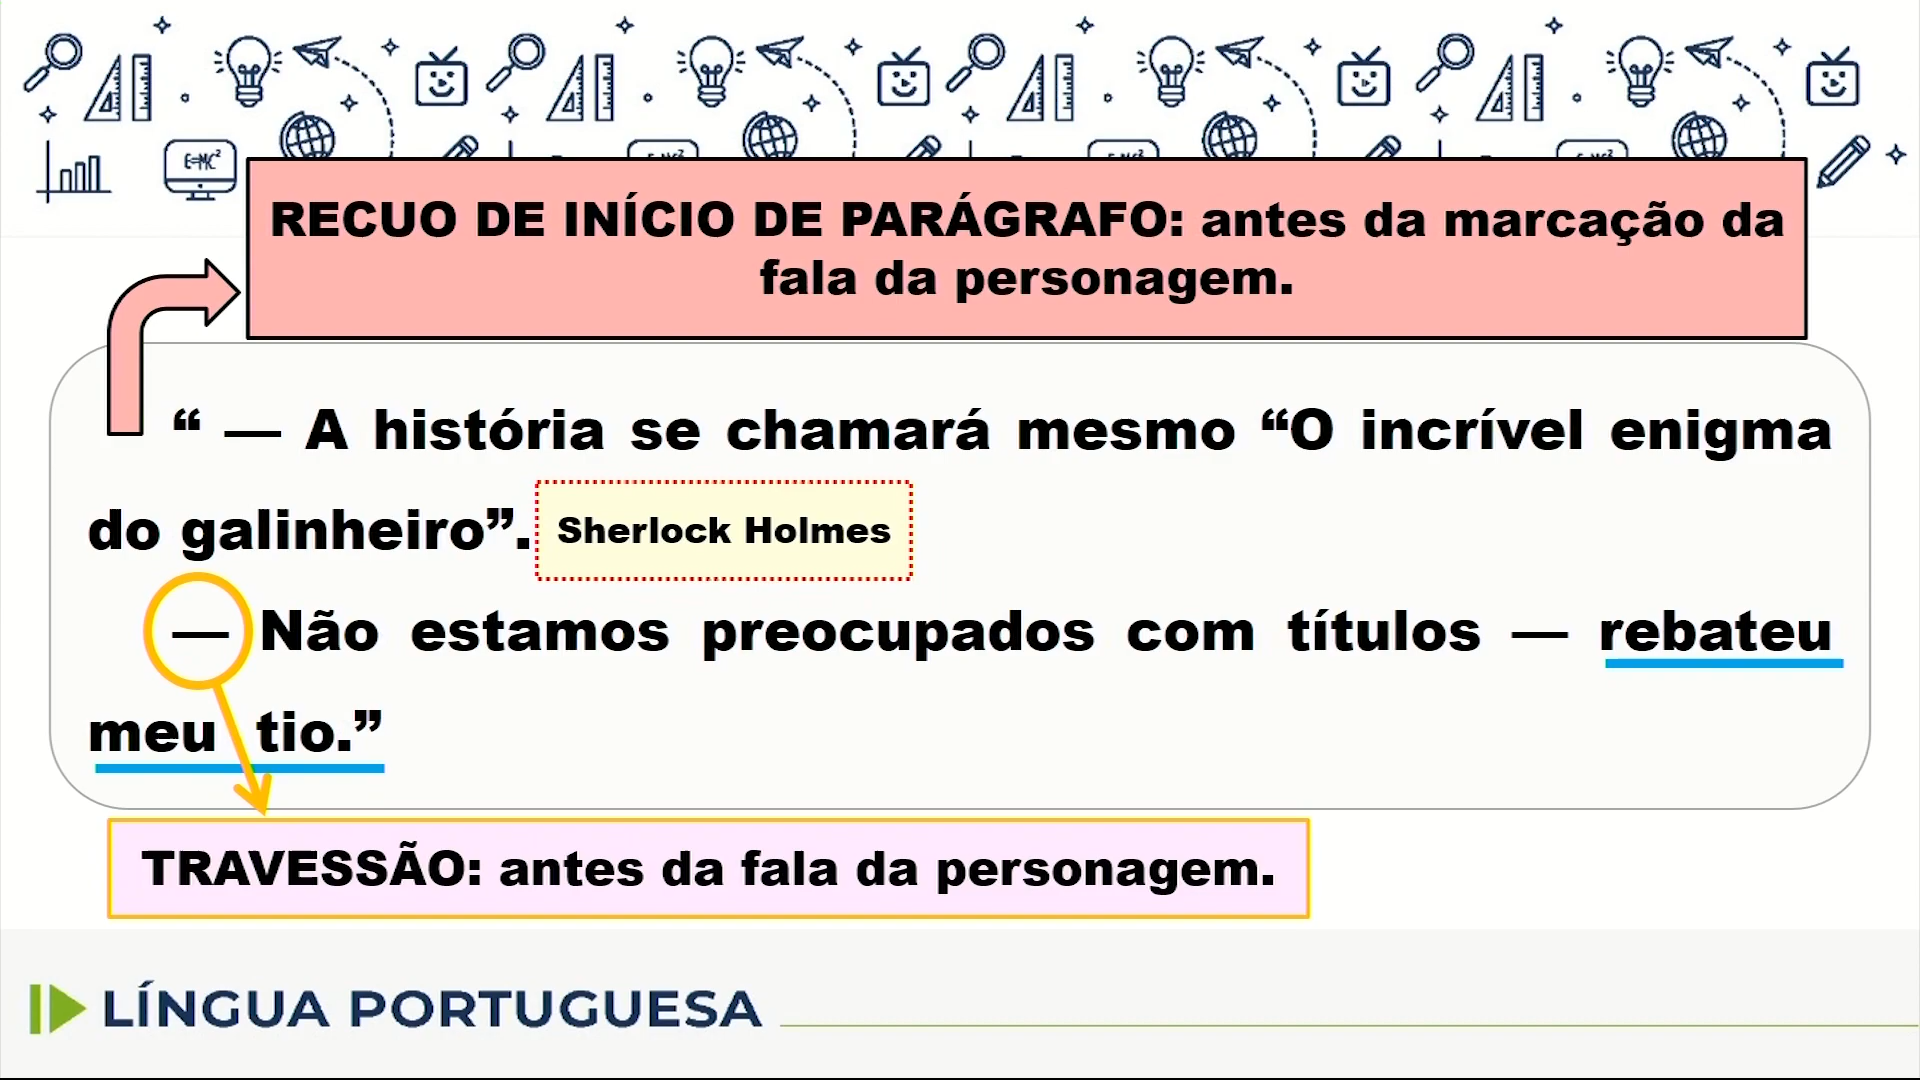 E=MC²
RECUO DE INÍCIO DE PARÁGRAFO: antes da marcação da
fala da personagem.
“ — A história se chamará mesmo “O incrível enigma
do galinheiro”. Sherlock Holmes
— Não estamos preocupados com títulos — rebateu
meu tio.”
TRAVESSÃO: antes da fala da personagem.
LÍNGUA PORTUGUESA